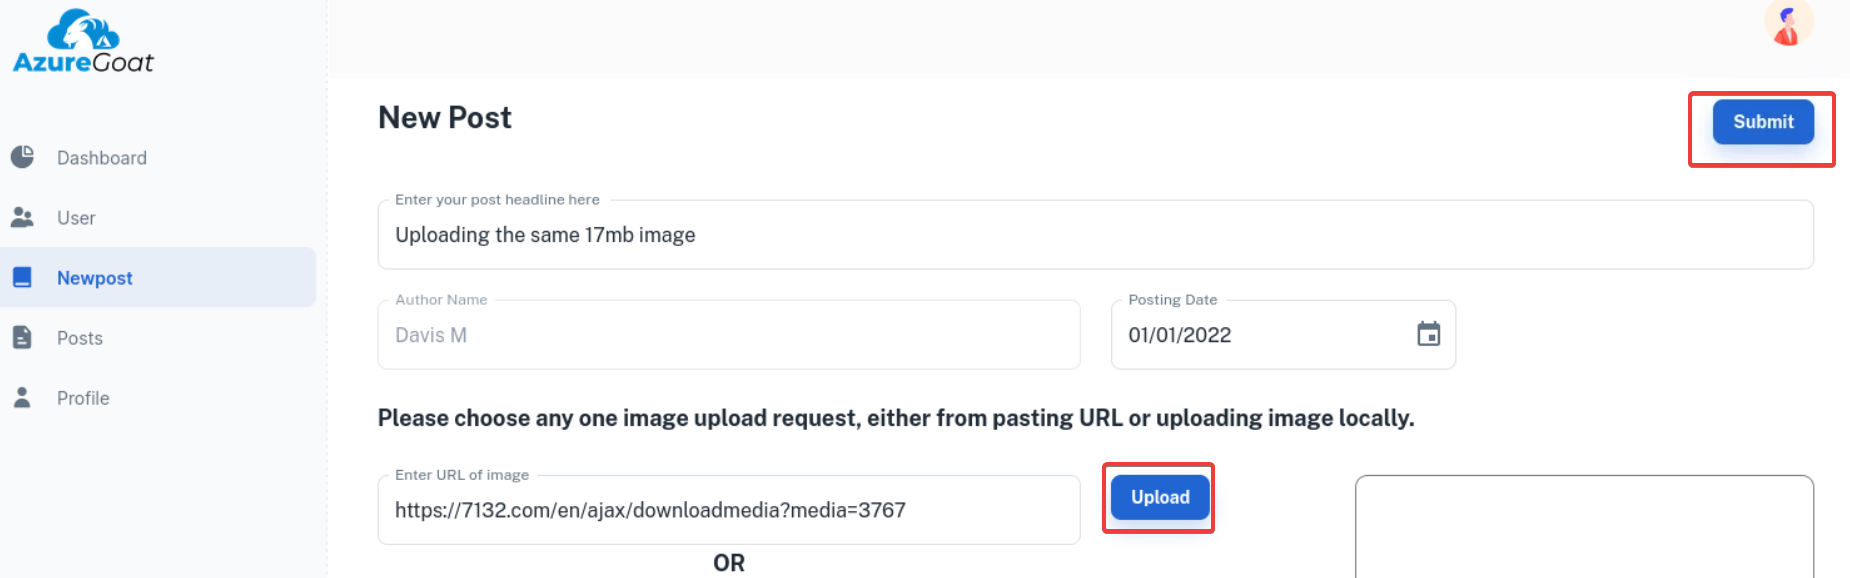 AzureGoat
Dashboard
User
Newpost
Posts
Profile
New Post
Submit
Enter your post headline here
Uploading the same 17mb image
Author Name
Davis M
Posting Date
01/01/2022
Please choose any one image upload request, either from pasting URL or uploading image locally.
Enter URL of image
https://7132.com/en/ajax/downloadmedia?media=3767
Upload
OR